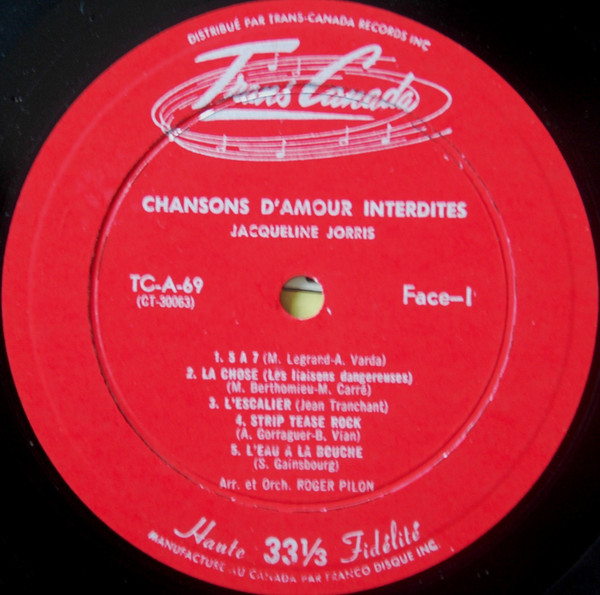 DISTRIBUÉ PAR TRANS-CANADA RECORDS INC
Trans Canada
CHANSONS D'AMOUR INTERDITES
JACQUELINE JORRIS
TC-A-69
(CT-30063)
Face-I
1. 5 A 7 (M. Legrand-A. Varda)
2. LA CHOSE (Les liaisons dangereuses)
(M. Berthomieu-M. Carré)
3. L'ESCALIER (Jean Tranchant)
4. STRIP TEASE ROCK
(A. Gorraguer-B. Vian)
5. L'EAU A LA BOUCHE
(S. Gainsbourg)
Arr. et Orch. ROGER PILON
Haute 33⅓ Fidélité
MANUFACTURE AU CANADA PAR FRANCO DISQUE INC.